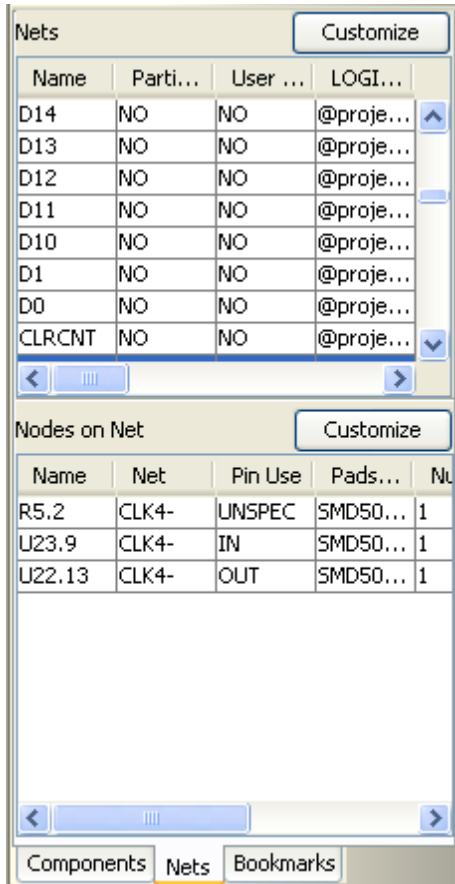 Nets Customize
Name Parti... User ... LOGI...
D14 NO NO @proje...
D13 NO NO @proje...
D12 NO NO @proje...
D11 NO NO @proje...
D10 NO NO @proje...
D1 NO NO @proje...
D0 NO NO @proje...
CLRCNT NO NO @proje...
Nodes on Net Customize
Name Net Pin Use Pads... Nu
R5.2 CLK4- UNSPEC SMD50... 1
U23.9 CLK4- IN SMD50... 1
U22.13 CLK4- OUT SMD50... 1
Components Nets Bookmarks